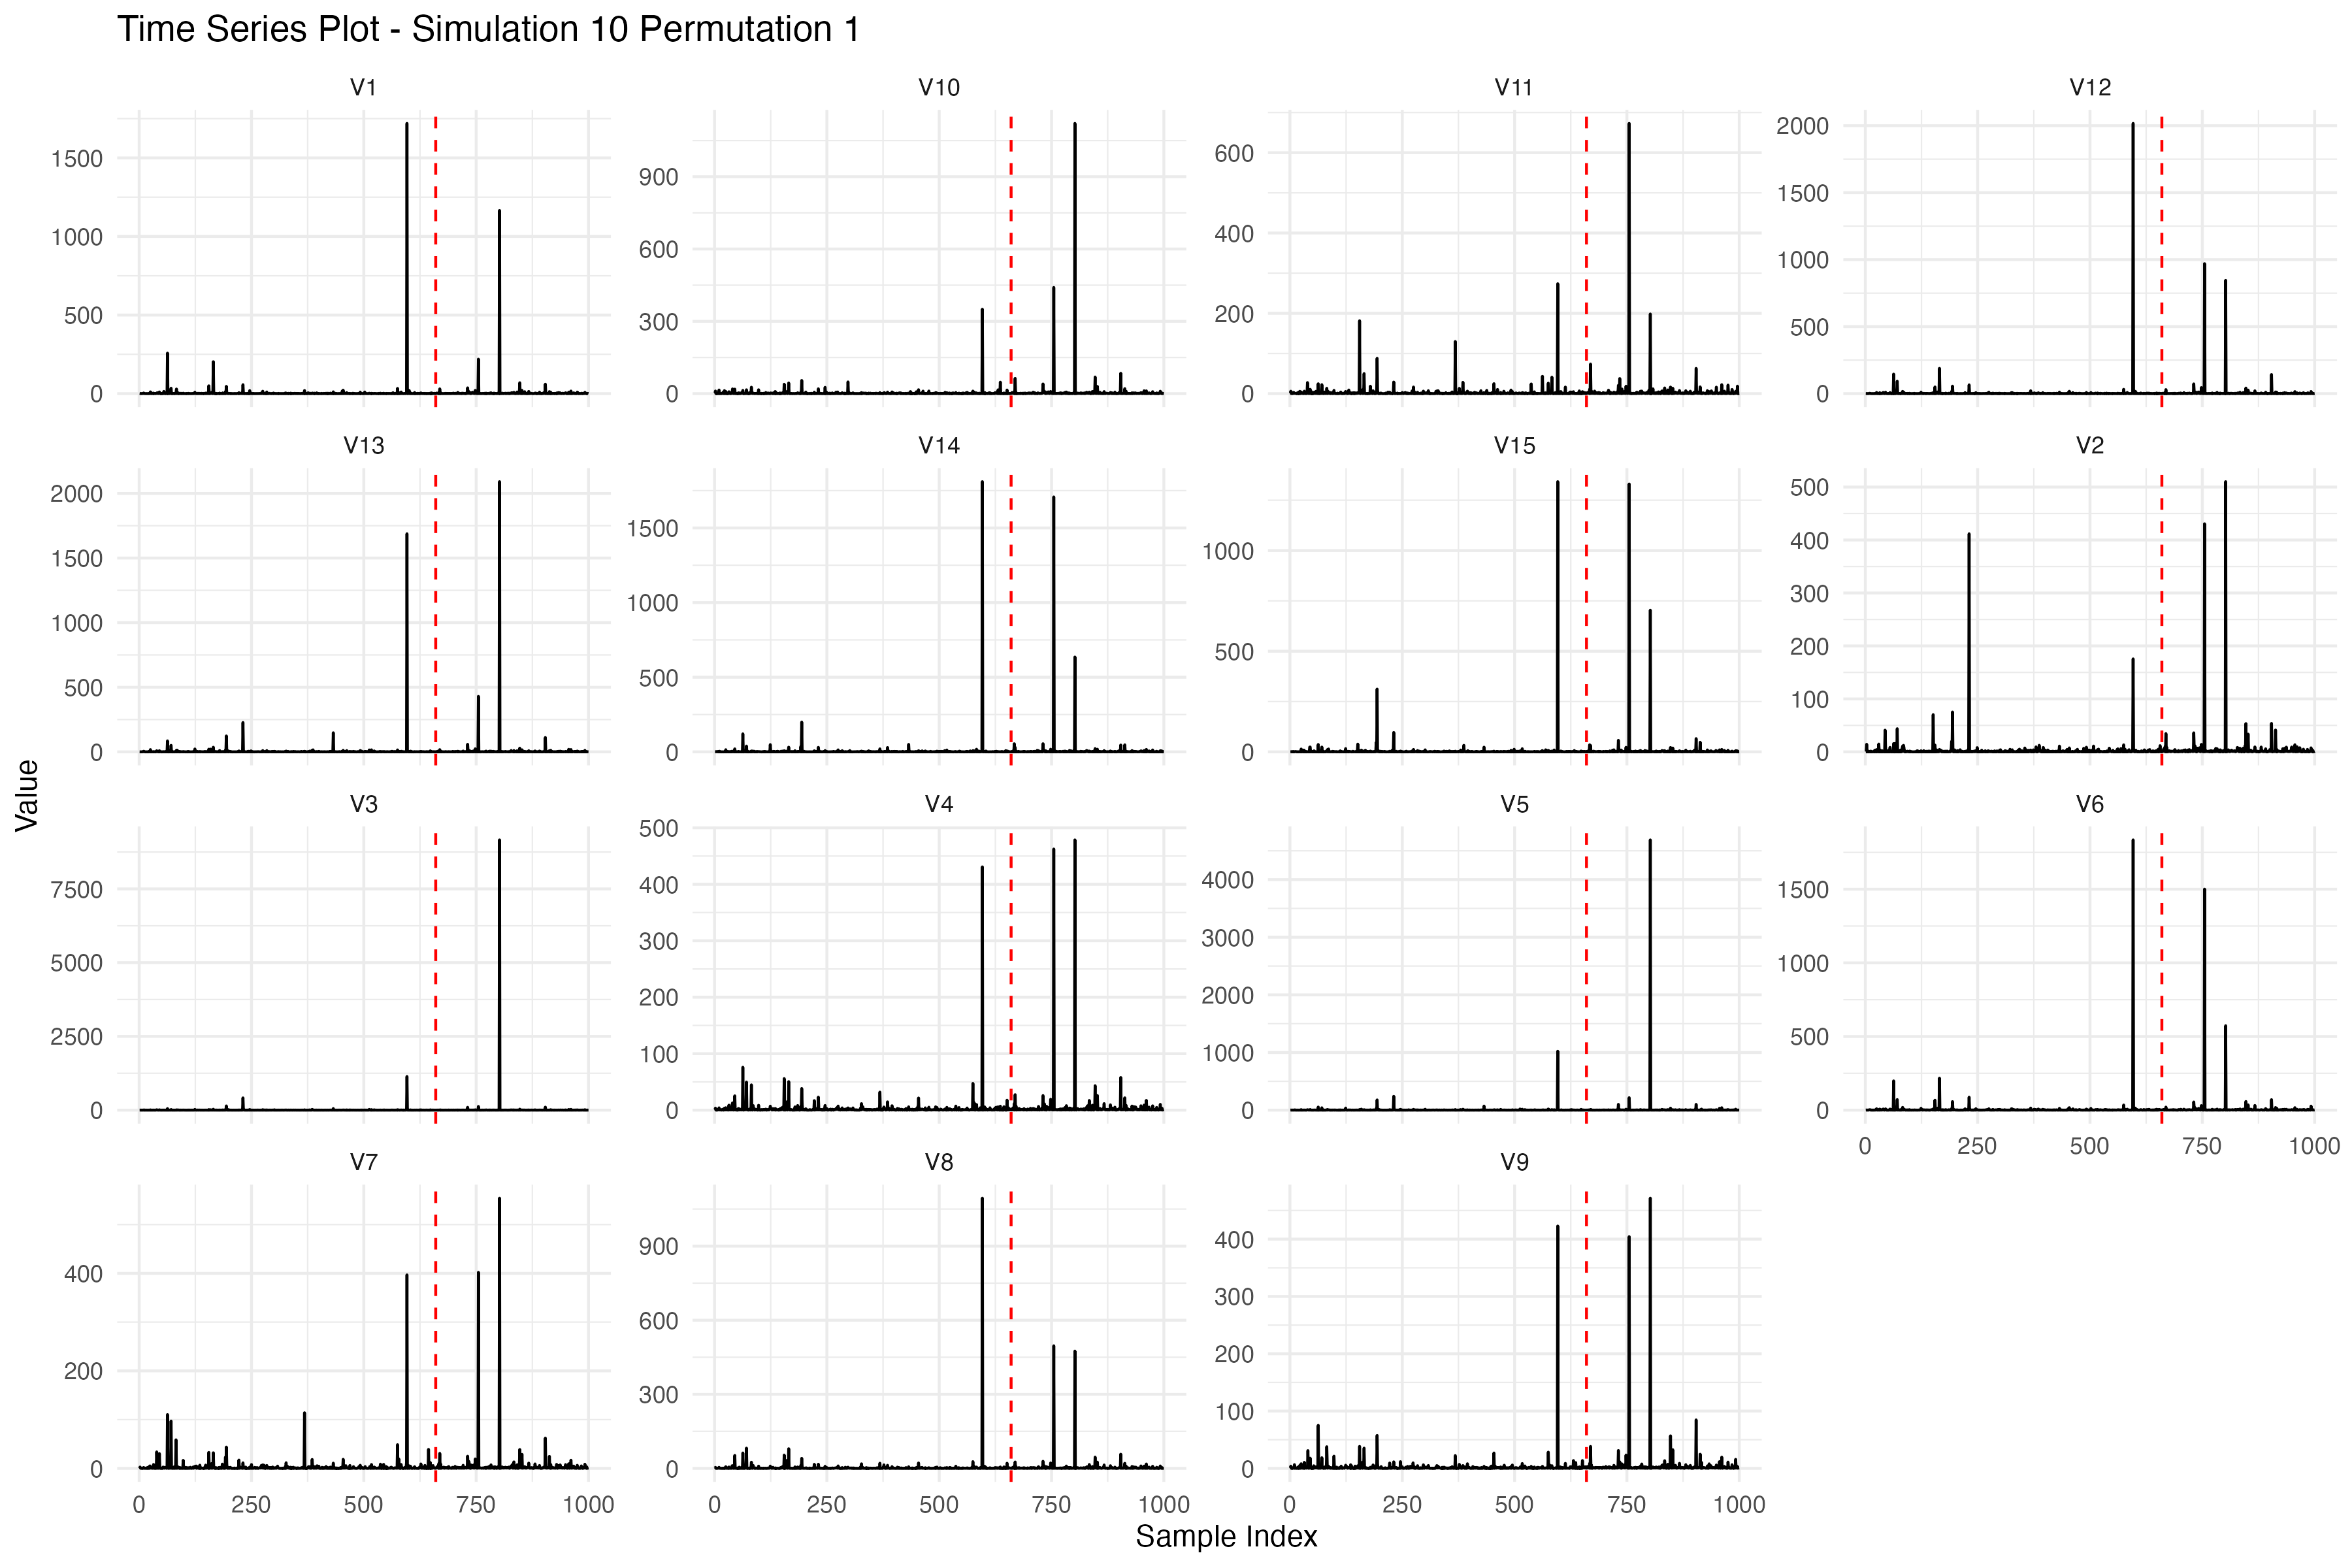 Time Series Plot - Simulation 10 Permutation 1
V1 V10 V11 V12
1500 1000 500 0
900 600 300 0
600 400 200 0
2000 1500 1000 500 0
V13 V14 V15 V2
2000 1500 1000 500 0
1500 1000 500 0
1000 500 0
500 400 300 200 100 0
Value
V3 V4 V5 V6
7500 5000 2500 0
500 400 300 200 100 0
4000 3000 2000 1000 0
1500 1000 500 0
0 250 500 750 1000
V7 V8 V9
400 200 0
900 600 300 0
400 300 200 100 0
0 250 500 750 1000
0 250 500 750 1000
0 250 500 750 1000
Sample Index